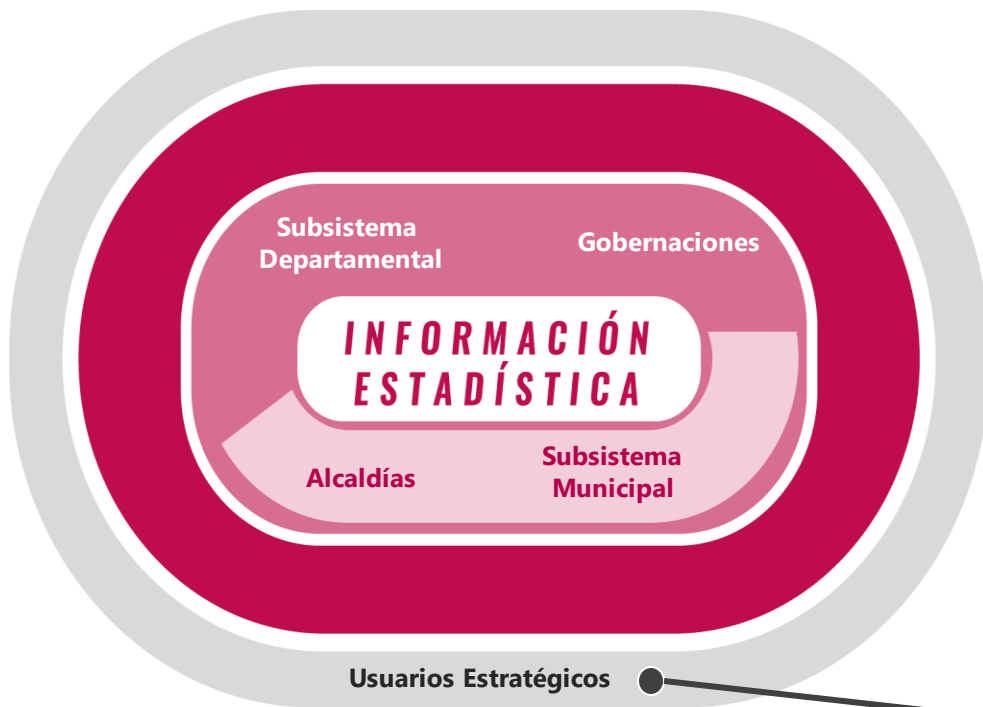 Subsistema
Departamental
Gobernaciones
INFORMACIÓN
ESTADÍSTICA
Alcaldías
Subsistema
Municipal
Usuarios Estratégicos